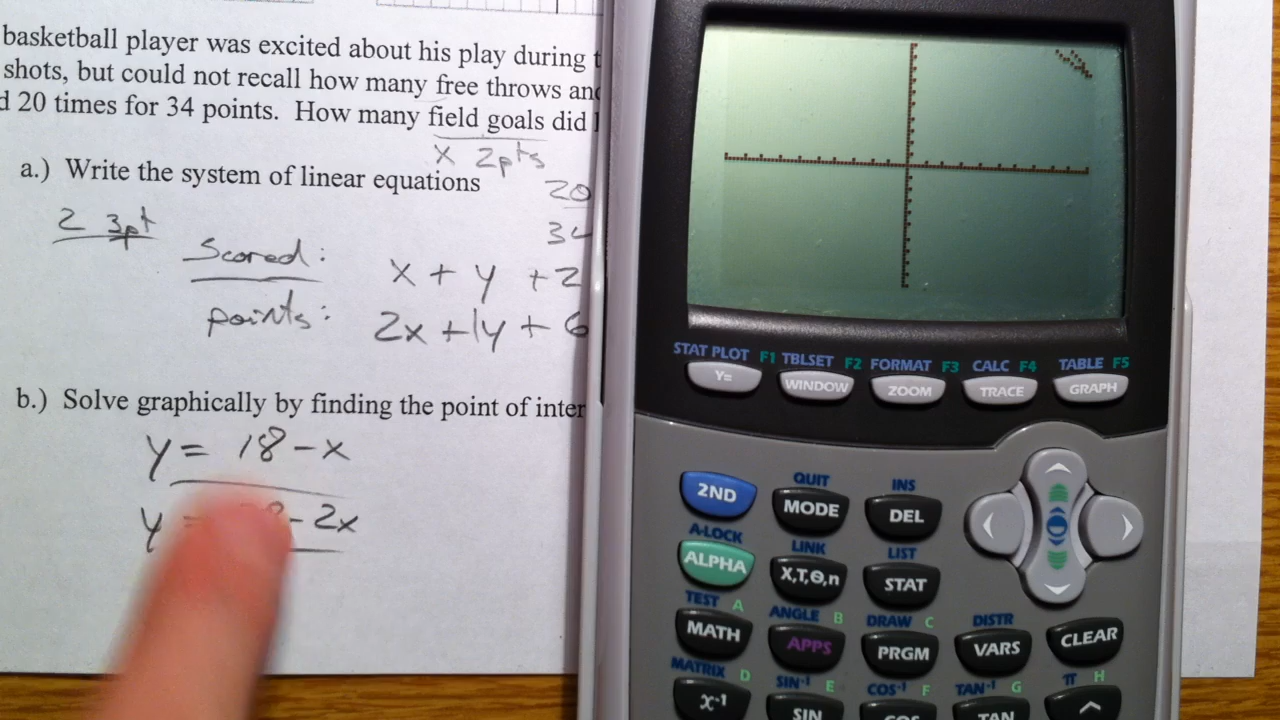 basketball player was excited about his play during
shots, but could not recall how many free throws
20 times for 34 points. How many field goals did
x 2pts
a.) Write the system of linear equations
20
2 3pt
34
Scored: x + y + 2
points: 2x + 1y + 6
b.) Solve graphically by finding the point of
y = 18 - x
y = - 2x
STAT PLOT F1 TBLSET F2 FORMAT F3 CALC F4 TABLE F5
Y= WINDOW ZOOM TRACE GRAPH
QUIT INS
2ND MODE DEL
A-LOCK LINK LIST
ALPHA X,T,Θ,n STAT
TEST A ANGLE B DRAW C DISTR
MATH APPS PRGM VARS CLEAR
MATRIX D SIN⁻¹ E COS⁻¹ F TAN⁻¹ G π H
x⁻¹ SIN COS TAN ^